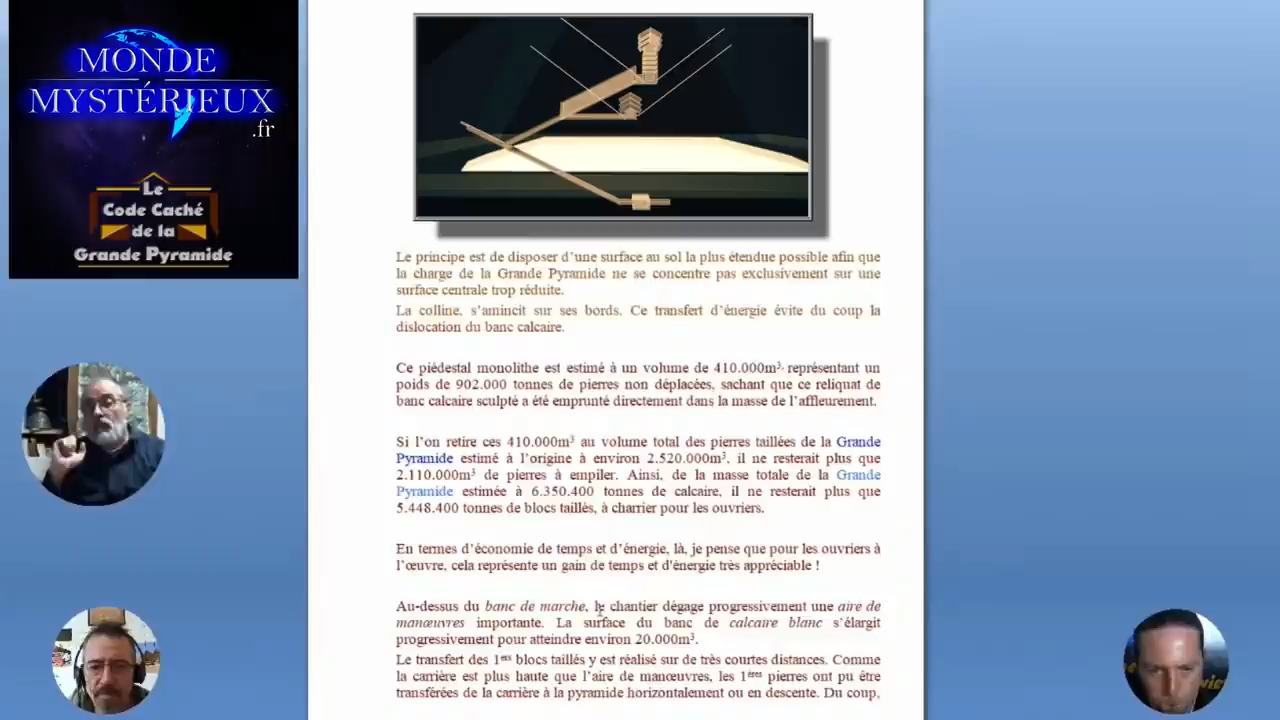 MONDE
MYSTÉRIEUX
.fr
Le
Code Caché
de la
Grande Pyramide
Le principe est de disposer d’une surface au sol la plus étendue possible afin que
la charge de la Grande Pyramide ne se concentre pas exclusivement sur une
surface centrale trop réduite.
La colline, s’amincit sur ses bords. Ce transfert d’énergie évite du coup la
dislocation du banc calcaire.
Ce piédestal monolithe est estimé à un volume de 410.000m³, représentant un
poids de 902.000 tonnes de pierres non déplacées, sachant que ce reliquat de
banc calcaire sculpté a été emprunté directement dans la masse de l’affleurement.
Si l’on retire ces 410.000m³ au volume total des pierres taillées de la Grande
Pyramide estimé à l’origine à environ 2.520.000m³, il ne resterait plus que
2.110.000m³ de pierres à empiler. Ainsi, de la masse totale de la Grande
Pyramide estimée à 6.350.400 tonnes de calcaire, il ne resterait plus que
5.448.400 tonnes de blocs taillés, à charrier pour les ouvriers.
En termes d’économie de temps et d’énergie, là, je pense que pour les ouvriers à
l’œuvre, cela représente un gain de temps et d'énergie très appréciable !
Au-dessus du banc de marche, le chantier dégage progressivement une aire de
manœuvres importante. La surface du banc de calcaire blanc s’élargit
progressivement pour atteindre environ 20.000m³.
Le transfert des 1ers blocs taillés y est réalisé sur de très courtes distances. Comme
la carrière est plus haute que l’aire de manœuvres, les 1ères pierres ont pu être
transférées de la carrière à la pyramide horizontalement ou en descente. Du coup,